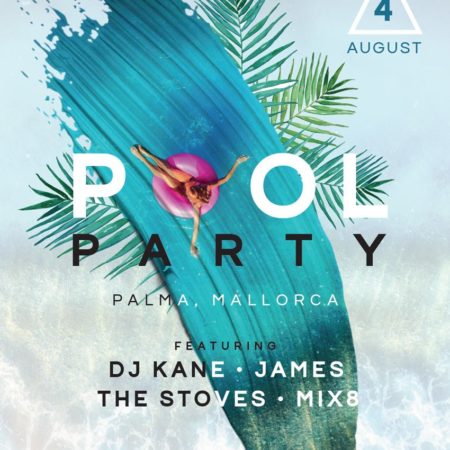 4
AUGUST
POOL
PARTY
PALMA, MALLORCA
FEATURING
DJ KANE • JAMES
THE STOVES • MIX8